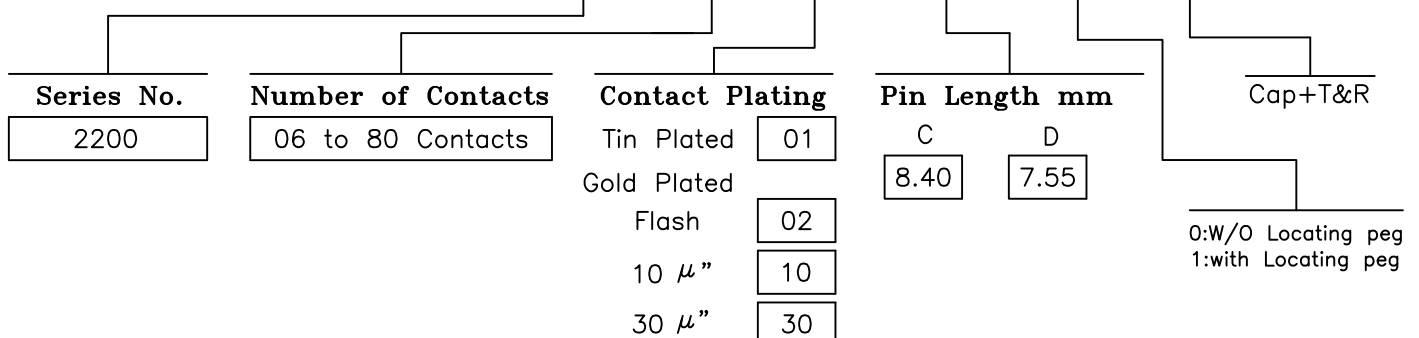 Series No.
Number of Contacts
Contact Plating
Pin Length mm
Cap+T&R
2200
06 to 80 Contacts
Tin Plated 01
C D
Gold Plated
8.40 7.55
Flash 02
0:W/O Locating peg
1:with Locating peg
10 μ” 10
30 μ” 30